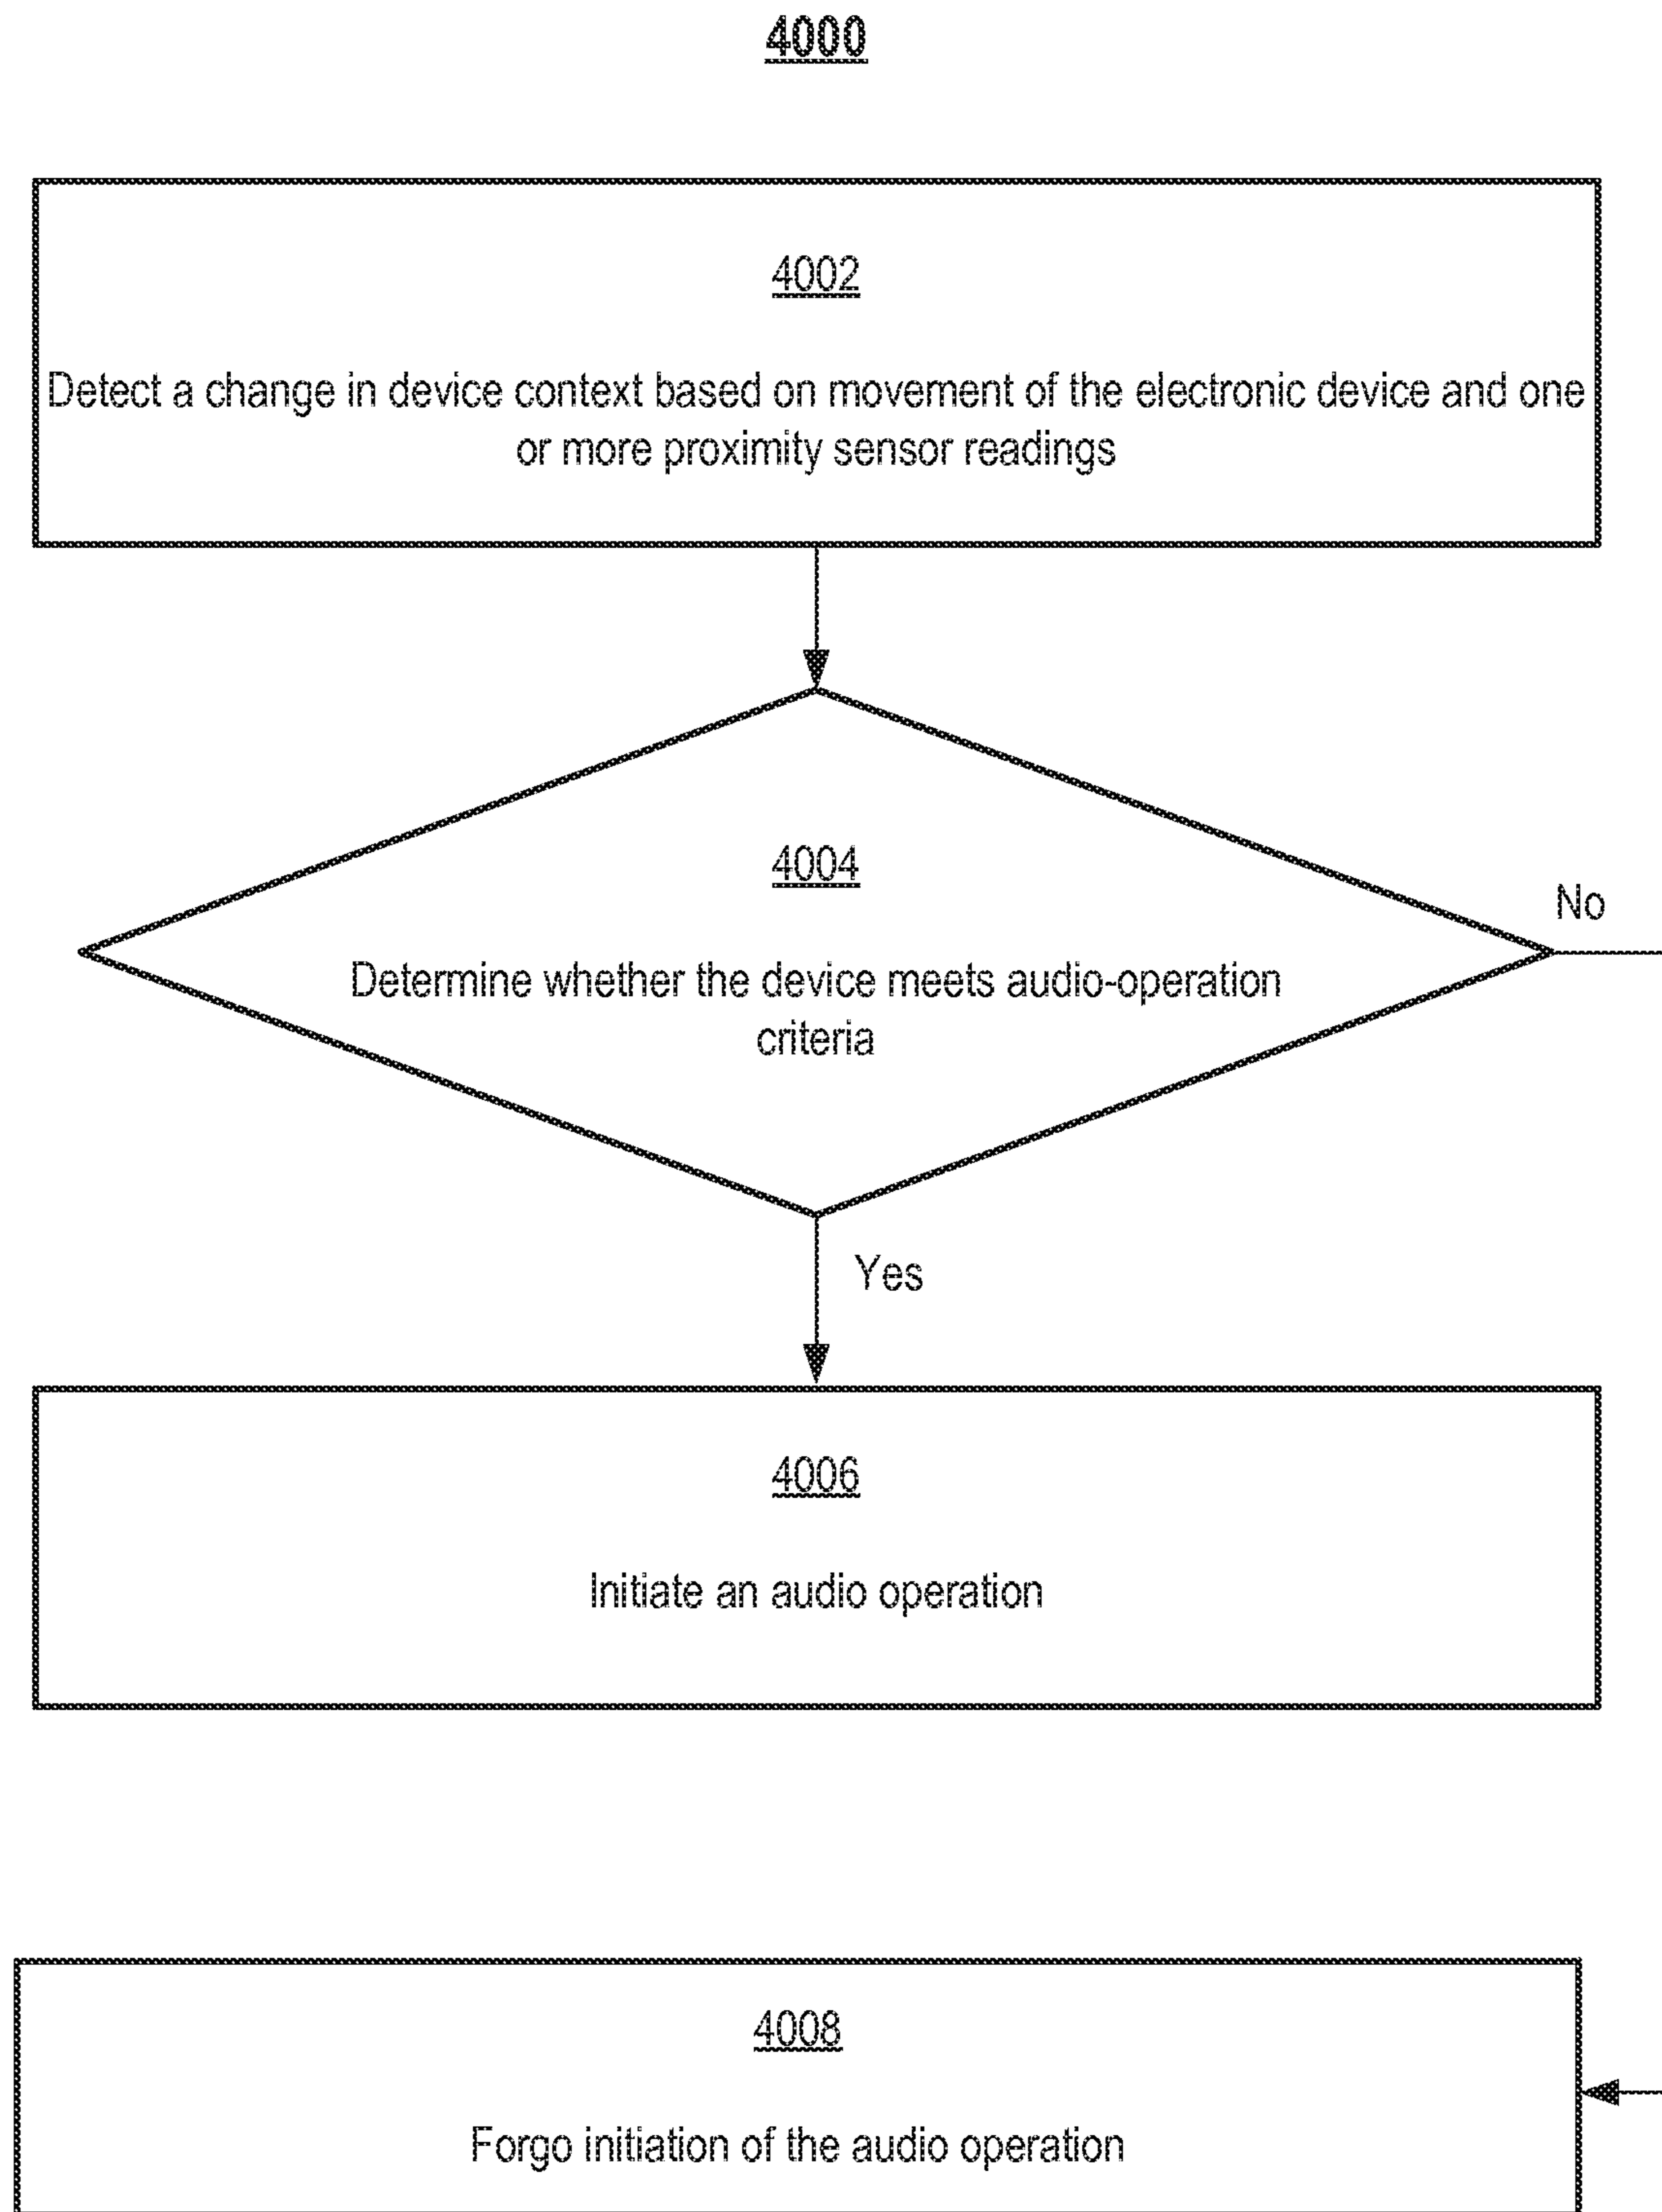 4000
4002
Detect a change in device context based on movement of the electronic device and one
or more proximity sensor readings
4004
No
Determine whether the device meets audio-operation
criteria
Yes
4006
Initiate an audio operation
4008
Forgo initiation of the audio operation